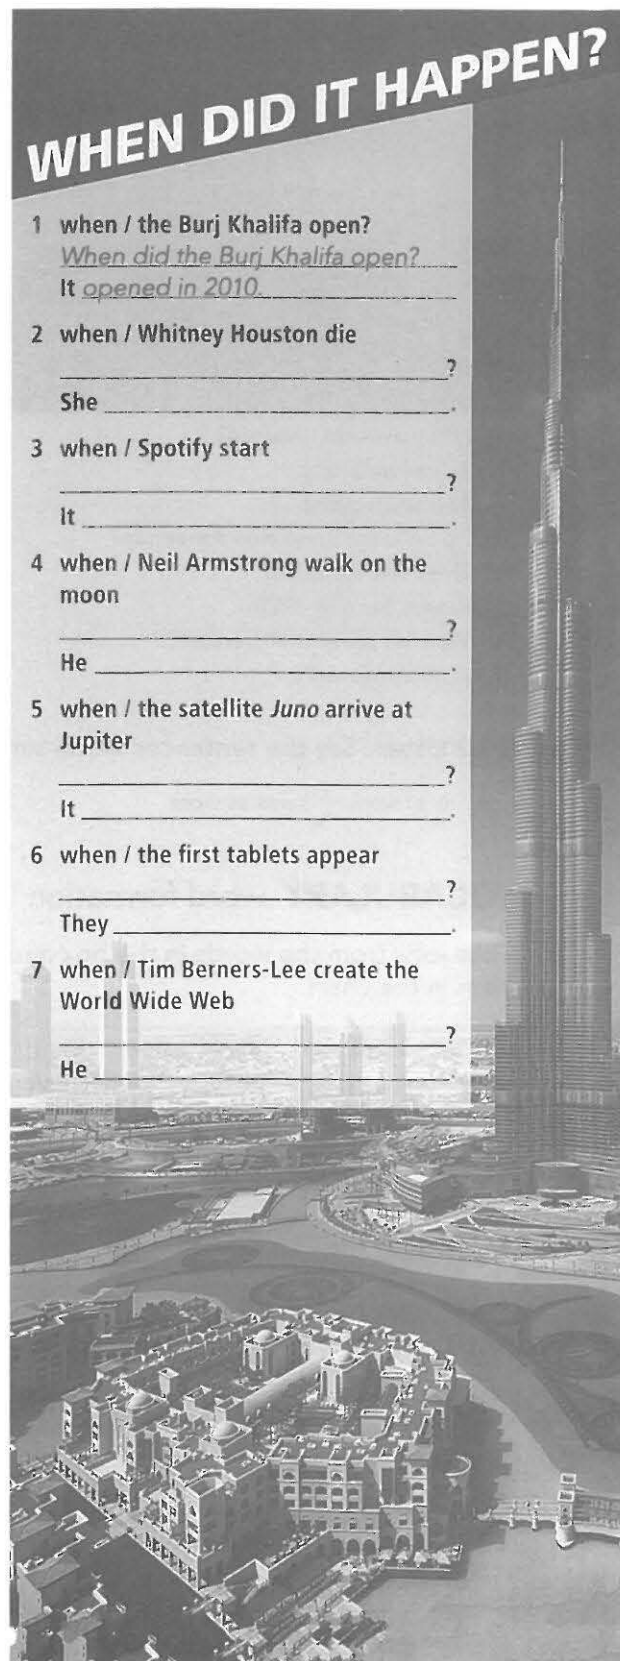 WHEN DID IT HAPPEN?
1 when / the Burj Khalifa open?
When did the Burj Khalifa open?
It opened in 2010.
2 when / Whitney Houston die
?
She .
3 when / Spotify start
?
It .
4 when / Neil Armstrong walk on the
moon
?
He .
5 when / the satellite Juno arrive at
Jupiter
?
It .
6 when / the first tablets appear
?
They .
7 when / Tim Berners-Lee create the
World Wide Web
?
He .